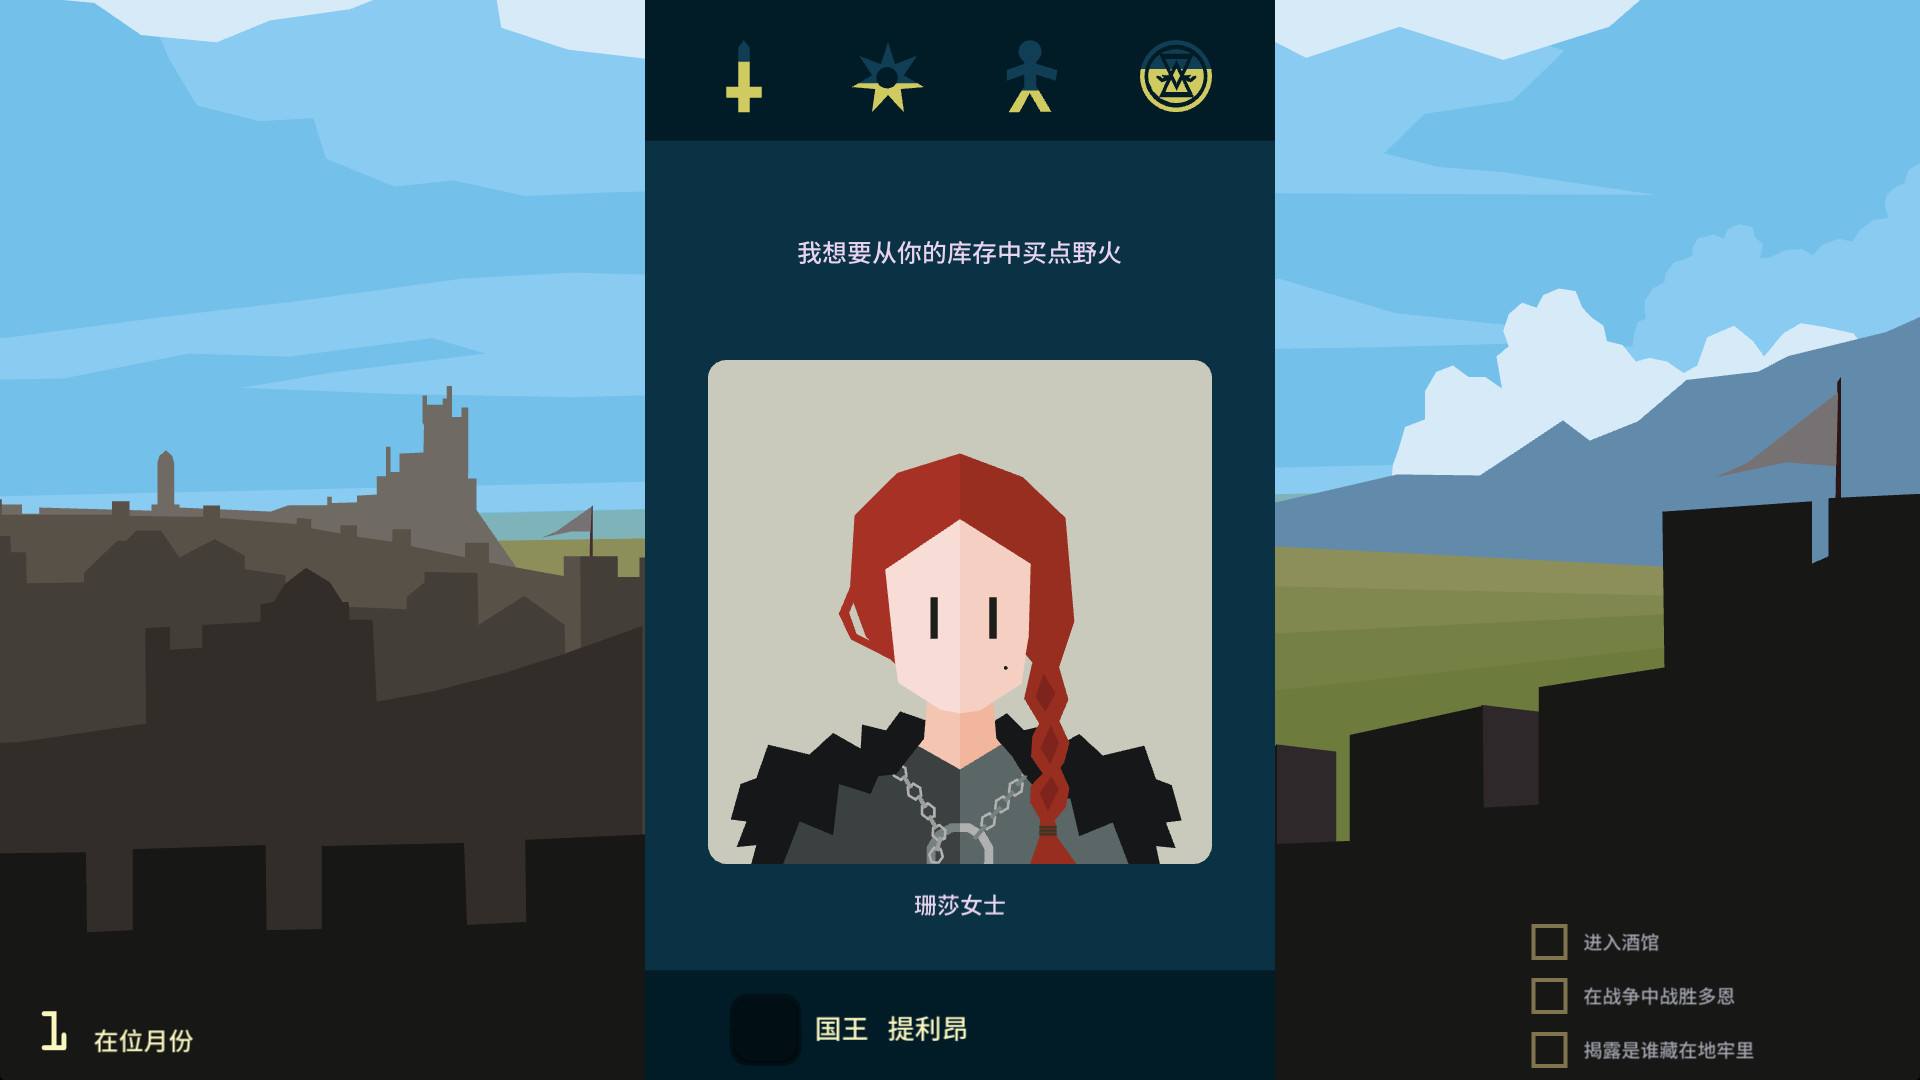 我想要从你的库存中买点野火
珊莎女士
国王 提利昂
1 在位月份
进入酒馆
在战争中战胜多恩
揭露是谁藏在地牢里